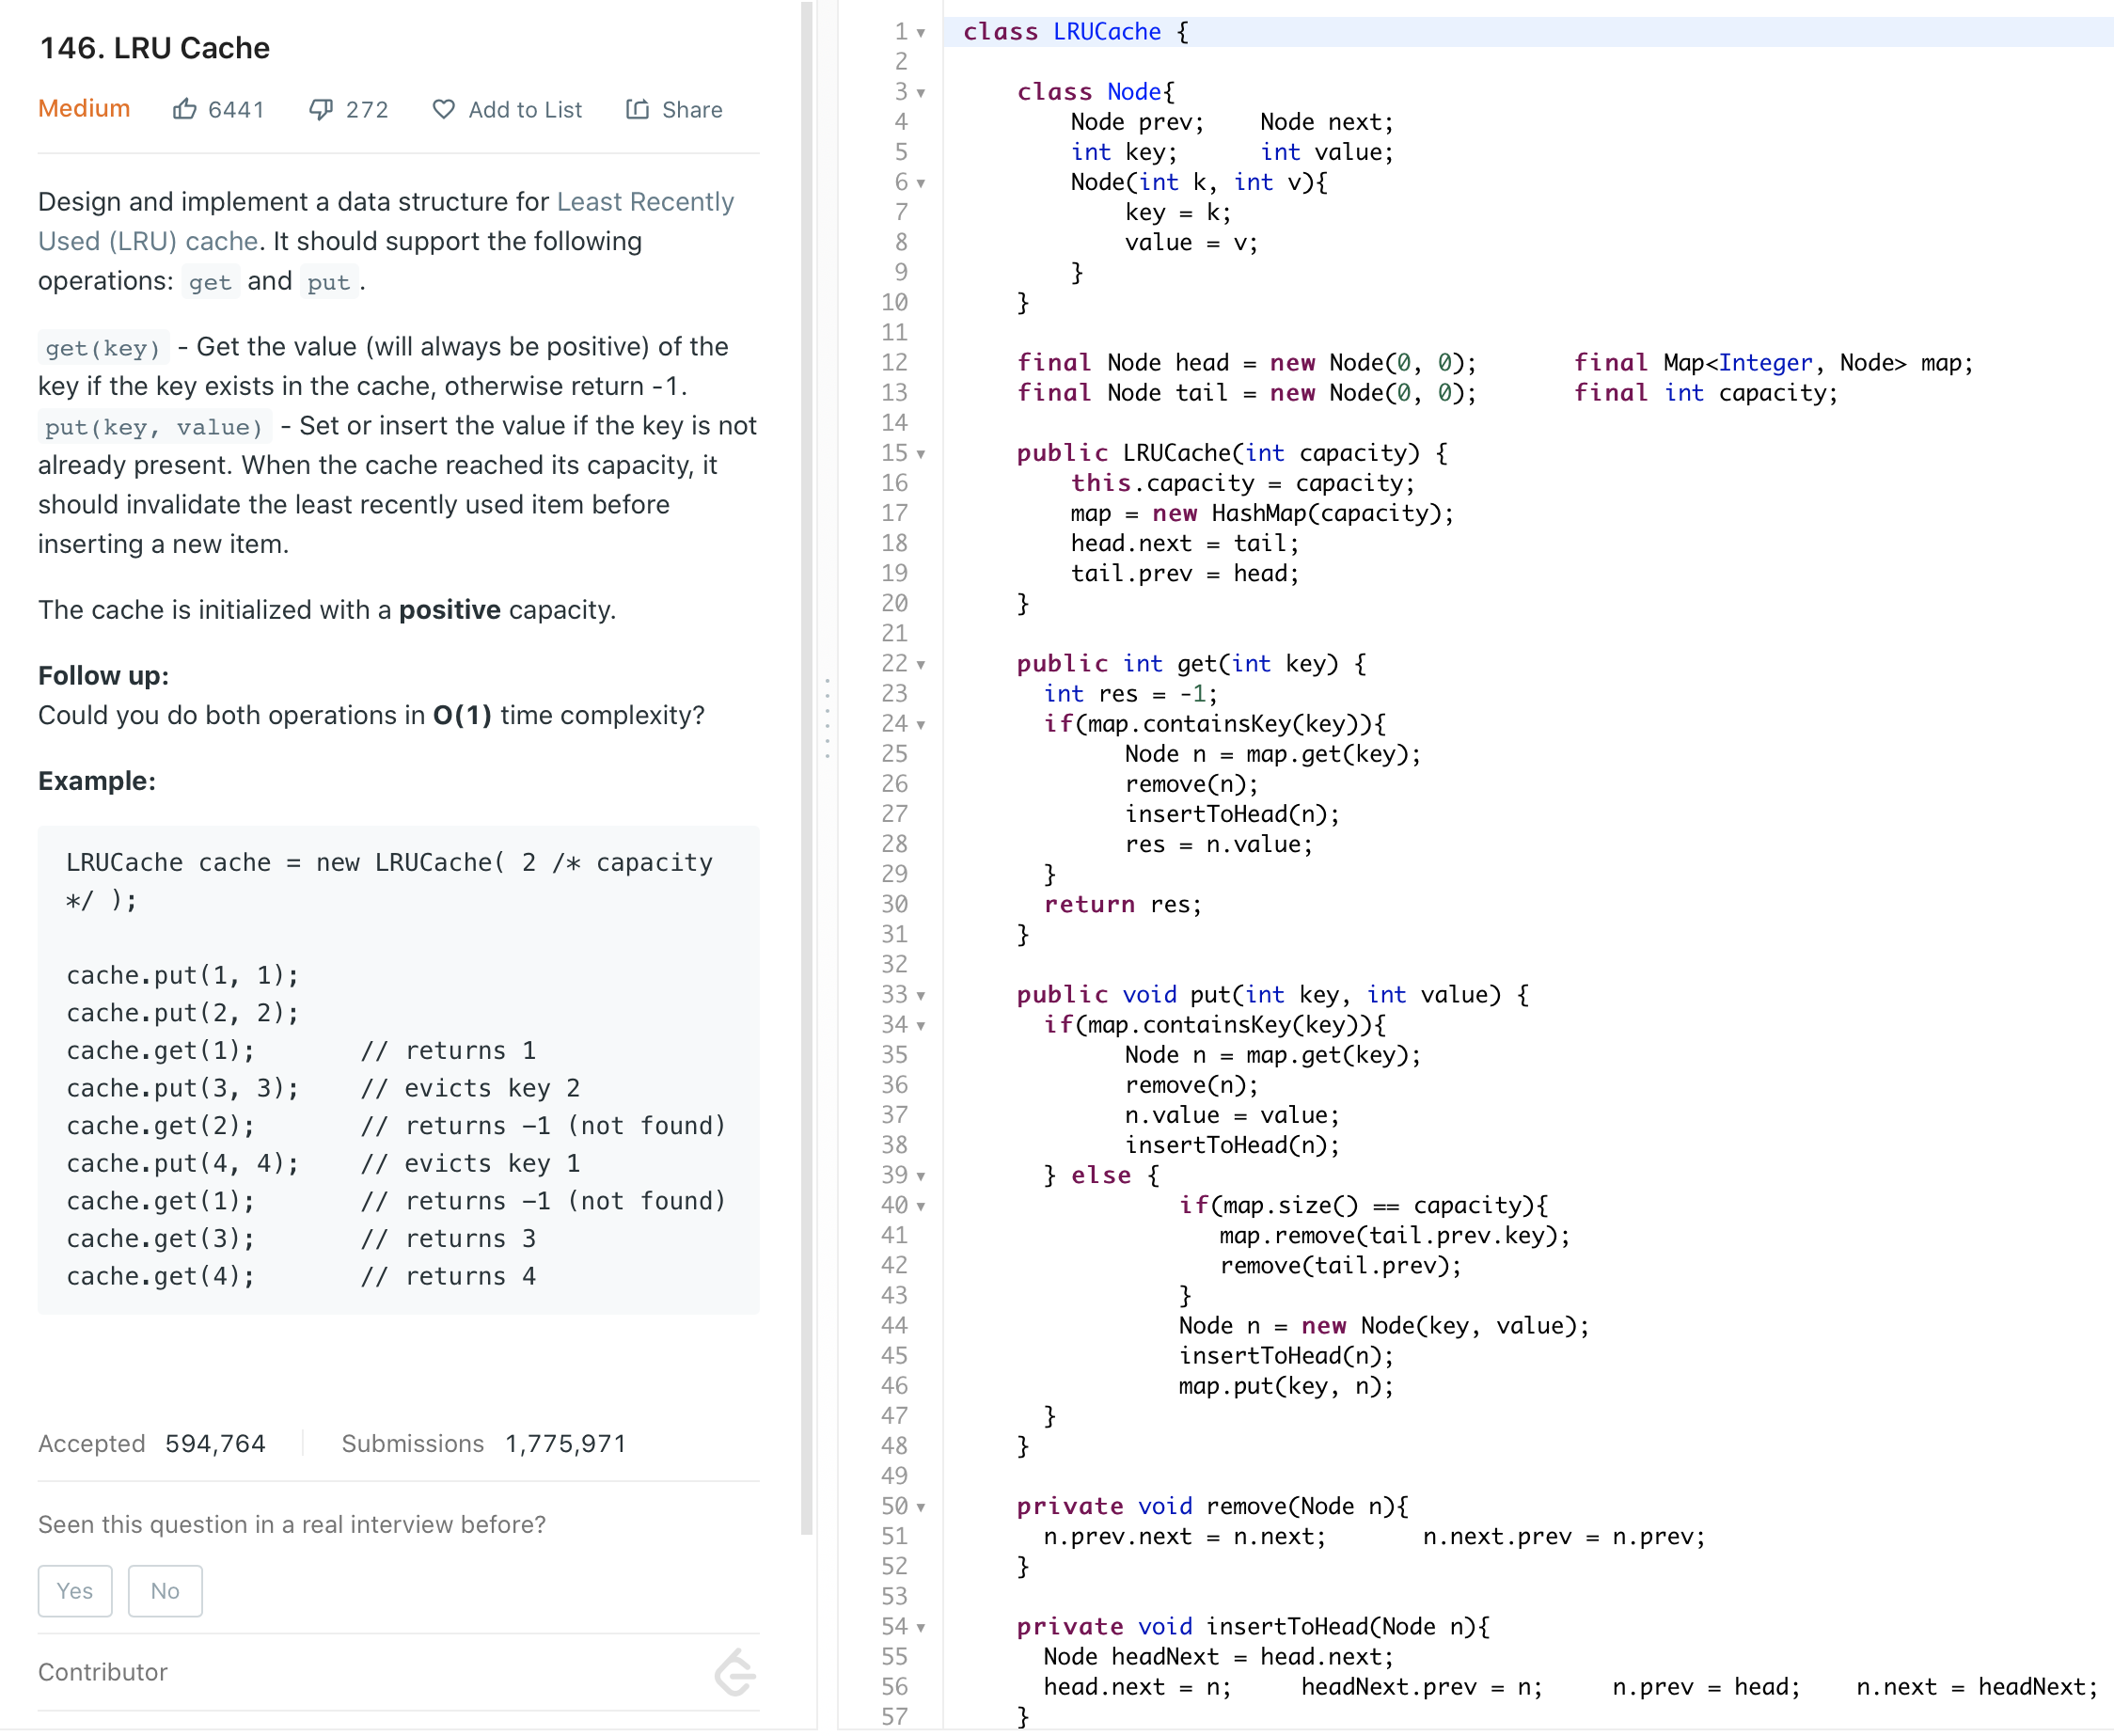 146. LRU Cache
Medium 6441 272 Add to List Share
Design and implement a data structure for Least Recently
Used (LRU) cache. It should support the following
operations: get and put .
get(key) - Get the value (will always be positive) of the
key if the key exists in the cache, otherwise return -1.
put(key, value) - Set or insert the value if the key is not
already present. When the cache reached its capacity, it
should invalidate the least recently used item before
inserting a new item.
The cache is initialized with a positive capacity.
Follow up:
Could you do both operations in O(1) time complexity?
Example:
LRUCache cache = new LRUCache( 2 /* capacity
*/ );
cache.put(1, 1);
cache.put(2, 2);
cache.get(1);       // returns 1
cache.put(3, 3);    // evicts key 2
cache.get(2);       // returns -1 (not found)
cache.put(4, 4);    // evicts key 1
cache.get(1);       // returns -1 (not found)
cache.get(3);       // returns 3
cache.get(4);       // returns 4
Accepted 594,764 Submissions 1,775,971
Seen this question in a real interview before?
Yes No
Contributor
1 class LRUCache {
2
3     class Node{
4         Node prev;    Node next;
5         int key;      int value;
6         Node(int k, int v){
7             key = k;
8             value = v;
9         }
10     }
11
12     final Node head = new Node(0, 0);       final Map<Integer, Node> map;
13     final Node tail = new Node(0, 0);       final int capacity;
14
15     public LRUCache(int capacity) {
16         this.capacity = capacity;
17         map = new HashMap(capacity);
18         head.next = tail;
19         tail.prev = head;
20     }
21
22     public int get(int key) {
23       int res = -1;
24       if(map.containsKey(key)){
25             Node n = map.get(key);
26             remove(n);
27             insertToHead(n);
28             res = n.value;
29       }
30       return res;
31     }
32
33     public void put(int key, int value) {
34       if(map.containsKey(key)){
35             Node n = map.get(key);
36             remove(n);
37             n.value = value;
38             insertToHead(n);
39       } else {
40                 if(map.size() == capacity){
41                    map.remove(tail.prev.key);
42                    remove(tail.prev);
43                 }
44                 Node n = new Node(key, value);
45                 insertToHead(n);
46                 map.put(key, n);
47       }
48     }
49
50     private void remove(Node n){
51       n.prev.next = n.next;       n.next.prev = n.prev;
52     }
53
54     private void insertToHead(Node n){
55       Node headNext = head.next;
56       head.next = n;     headNext.prev = n;     n.prev = head;    n.next = headNext;
57     }